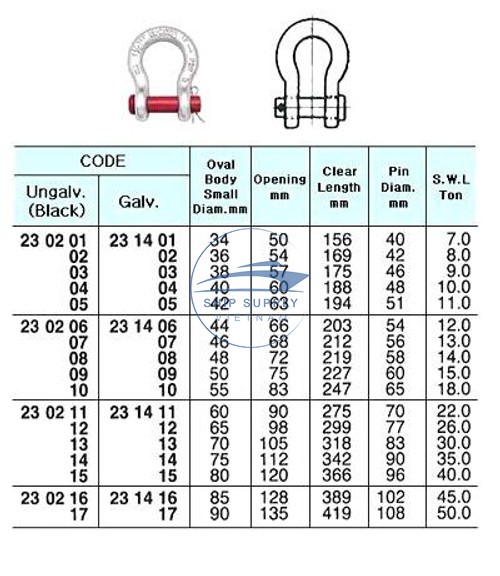 CODE
Ungalv. (Black) Galv. Oval Body Small Diam.mm Opening mm Clear Length mm Pin Diam. mm S.W.L Ton
23 02 01 23 14 01 34 50 156 40 7.0
02 02 36 54 169 42 8.0
03 03 38 57 175 46 9.0
04 04 40 60 188 48 10.0
05 05 42 63 194 51 11.0
SHIP SUPPLY
VIETNAM
23 02 06 23 14 06 44 66 203 54 12.0
07 07 46 68 212 56 13.0
08 08 48 72 219 58 14.0
09 09 50 75 227 60 15.0
10 10 55 83 247 65 18.0
23 02 11 23 14 11 60 90 275 70 22.0
12 12 65 98 299 77 26.0
13 13 70 105 318 83 30.0
14 14 75 112 342 90 35.0
15 15 80 120 366 96 40.0
23 02 16 23 14 16 85 128 389 102 45.0
17 17 90 135 419 108 50.0